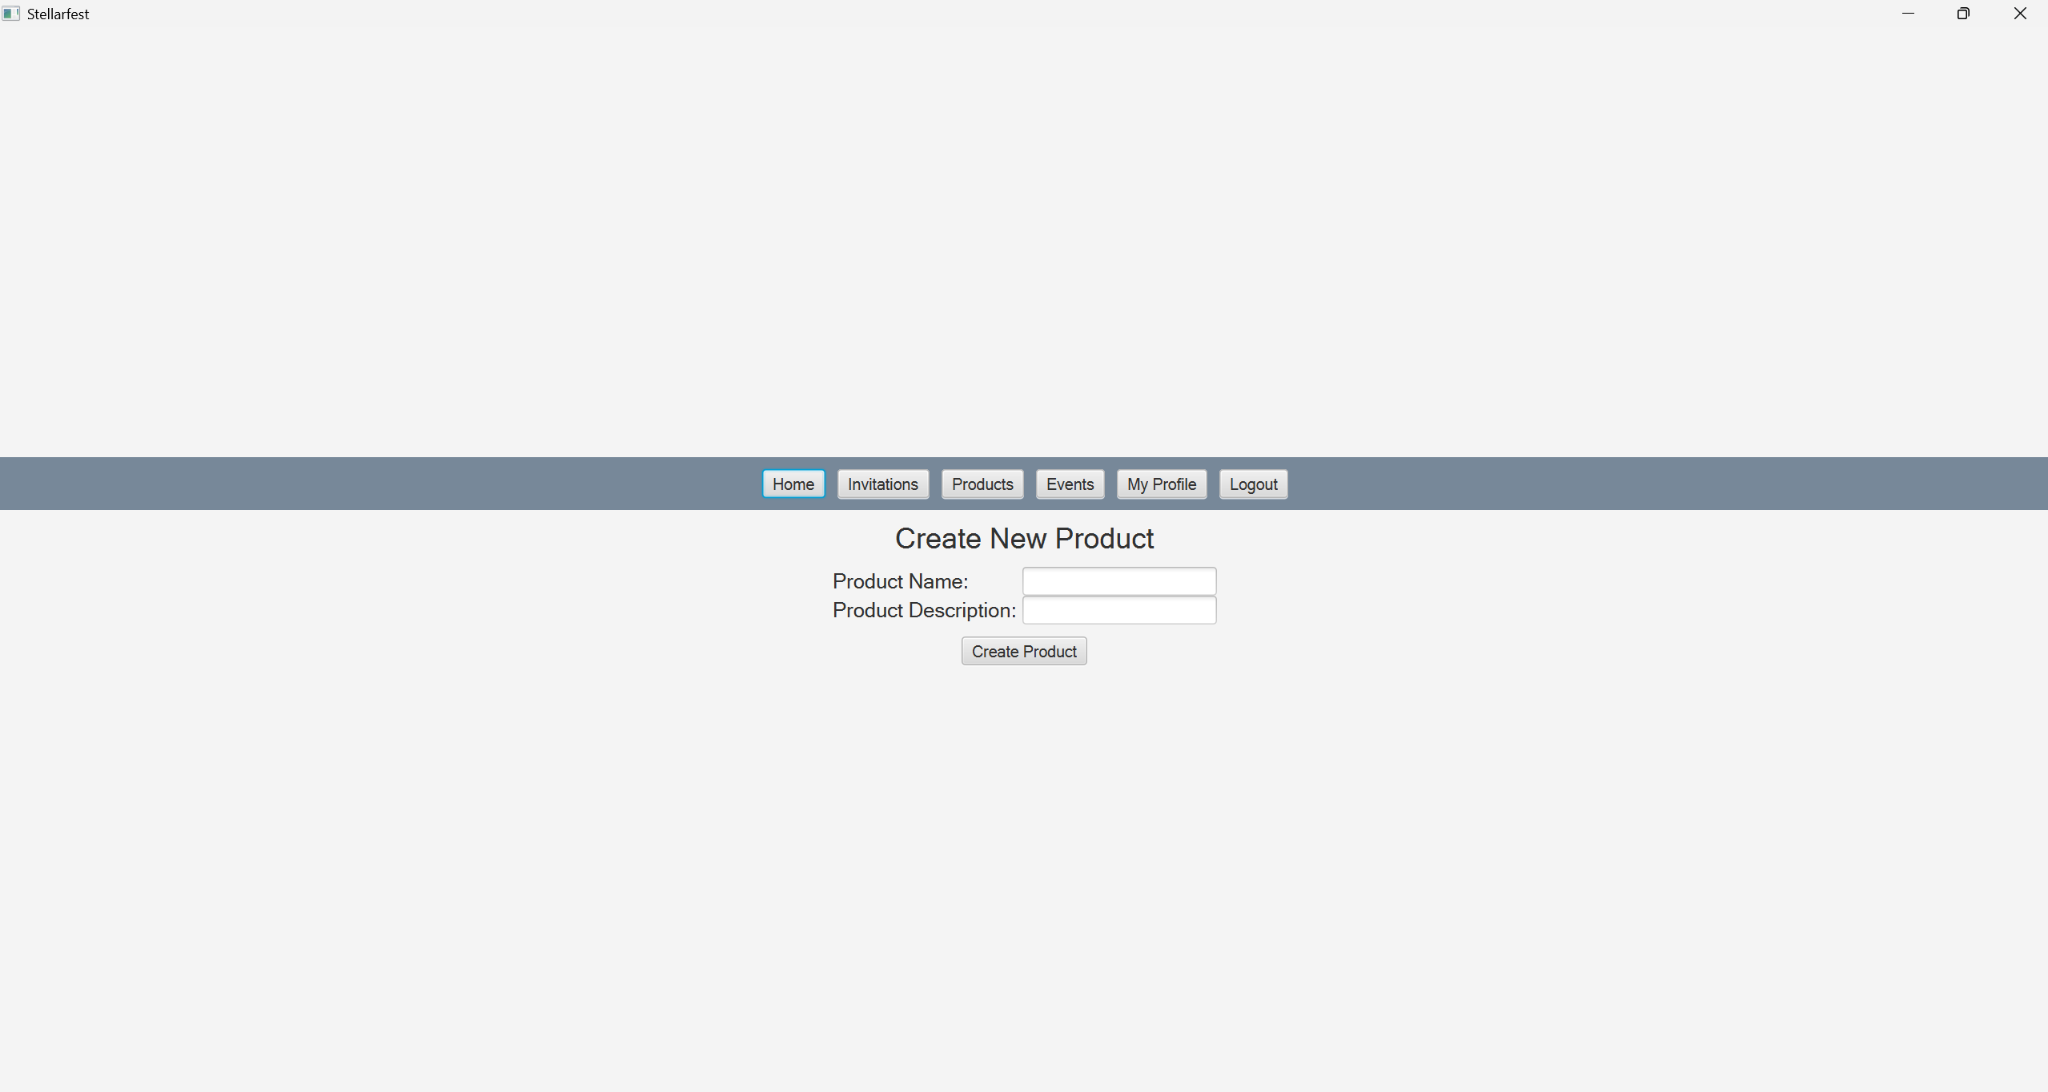 Stellarfest
Home Invitations Products Events My Profile Logout
Create New Product
Product Name:
Product Description:
Create Product